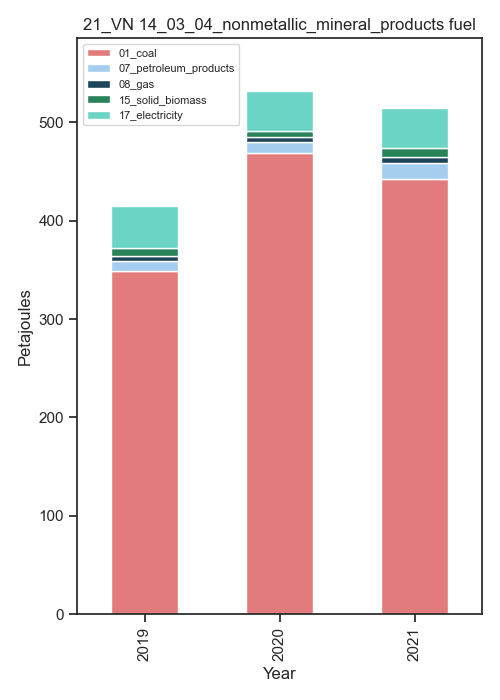 21_VN 14_03_04_nonmetallic_mineral_products fuel
01_coal
07_petroleum_products
08_gas
15_solid_biomass
17_electricity
500
400
300
200
100
0
Petajoules
2019
2020
2021
Year